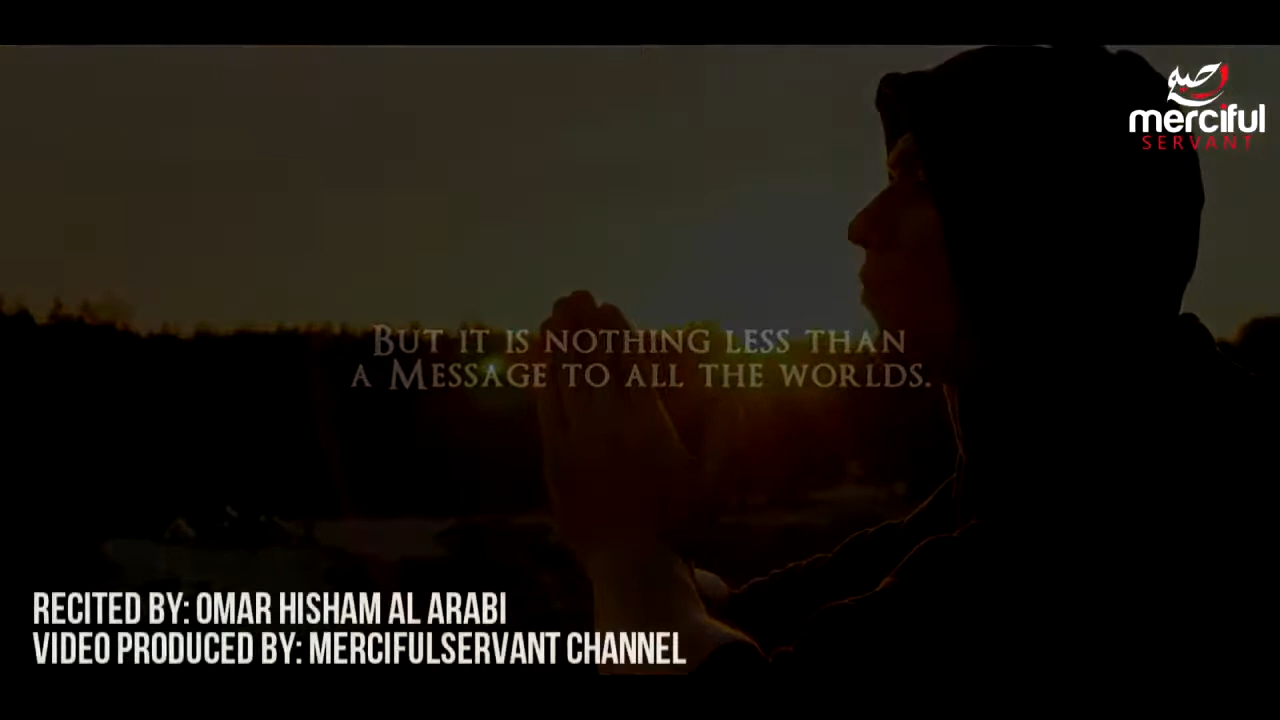 merciful
SERVANT
But it is nothing less than
a Message to all the worlds.
RECITED BY: OMAR HISHAM AL ARABI
VIDEO PRODUCED BY: MERCIFULSERVANT CHANNEL